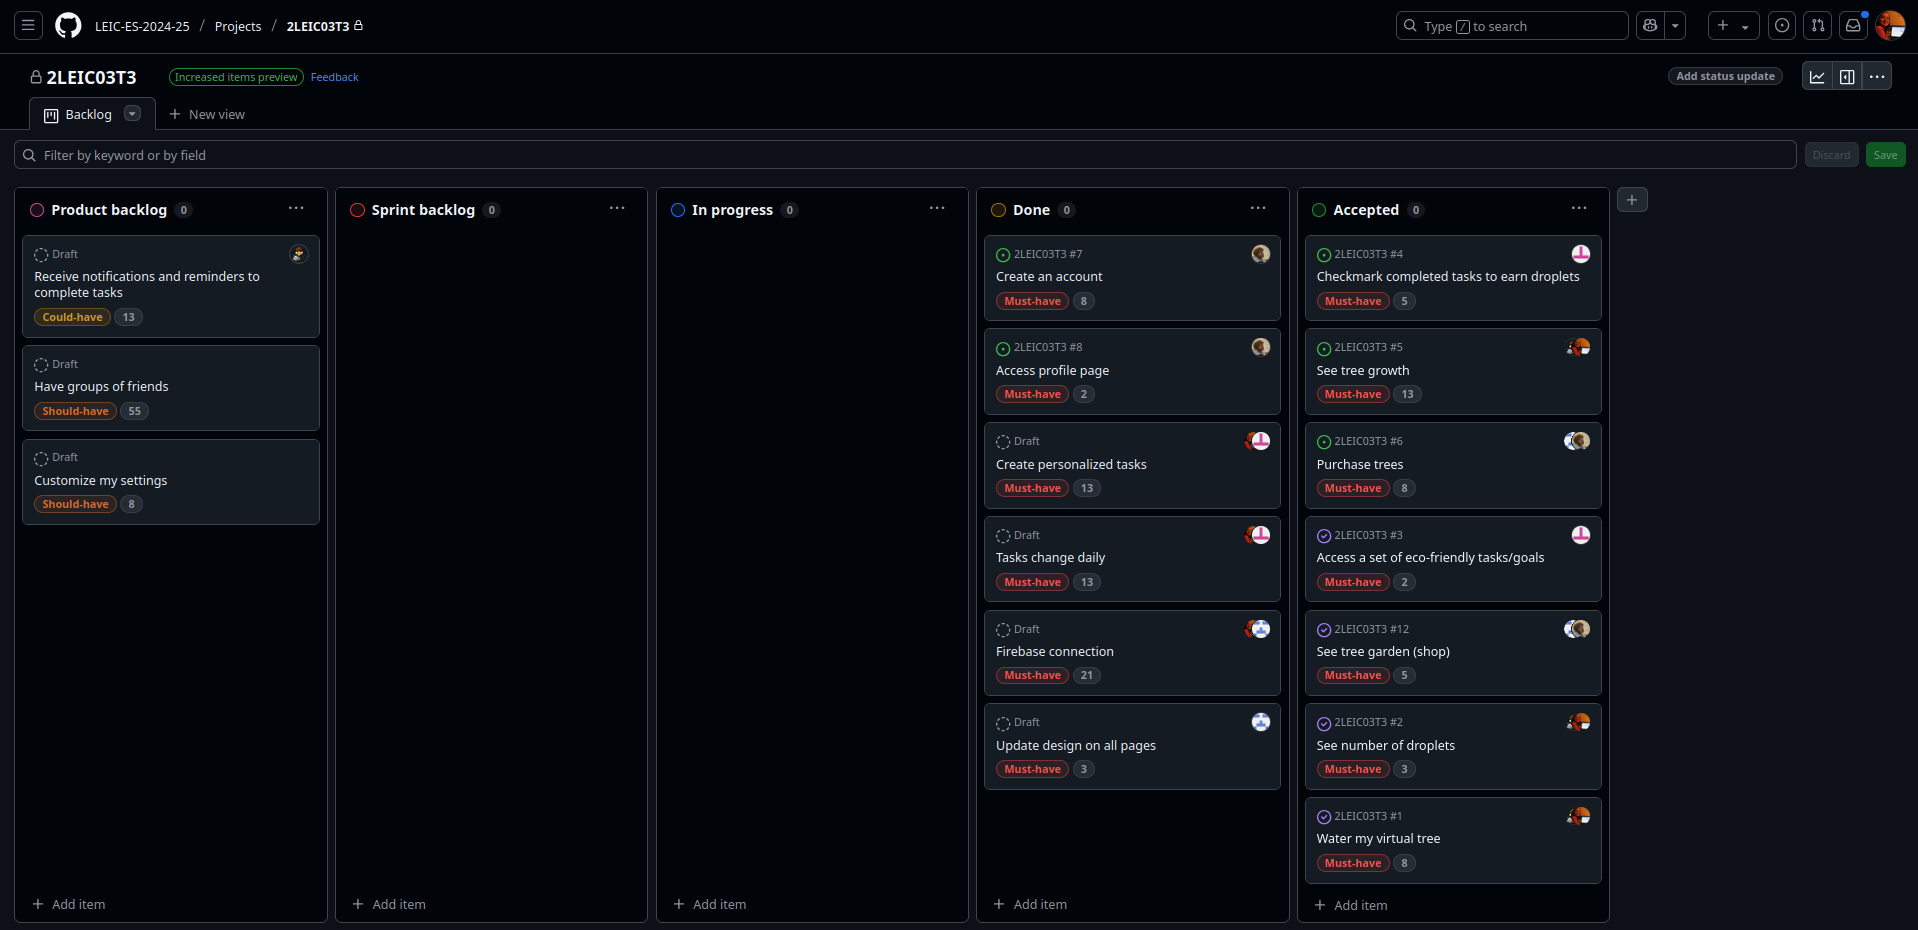 LEIC-ES-2024-25 / Projects / 2LEIC03T3
Type / to search
2LEIC03T3
Increased items preview
Feedback
Add status update
Backlog
New view
Filter by keyword or by field
Discard
Save
Product backlog 0
Draft
Receive notifications and reminders to
complete tasks
Could-have 13
Draft
Have groups of friends
Should-have 55
Draft
Customize my settings
Should-have 8
+ Add item
Sprint backlog 0
+ Add item
In progress 0
+ Add item
Done 0
2LEIC03T3 #7
Create an account
Must-have 8
2LEIC03T3 #8
Access profile page
Must-have 2
Draft
Create personalized tasks
Must-have 13
Draft
Tasks change daily
Must-have 13
Draft
Firebase connection
Must-have 21
Draft
Update design on all pages
Must-have 3
+ Add item
Accepted 0
2LEIC03T3 #4
Checkmark completed tasks to earn droplets
Must-have 5
2LEIC03T3 #5
See tree growth
Must-have 13
2LEIC03T3 #6
Purchase trees
Must-have 8
2LEIC03T3 #3
Access a set of eco-friendly tasks/goals
Must-have 2
2LEIC03T3 #12
See tree garden (shop)
Must-have 5
2LEIC03T3 #2
See number of droplets
Must-have 3
2LEIC03T3 #1
Water my virtual tree
Must-have 8
+ Add item